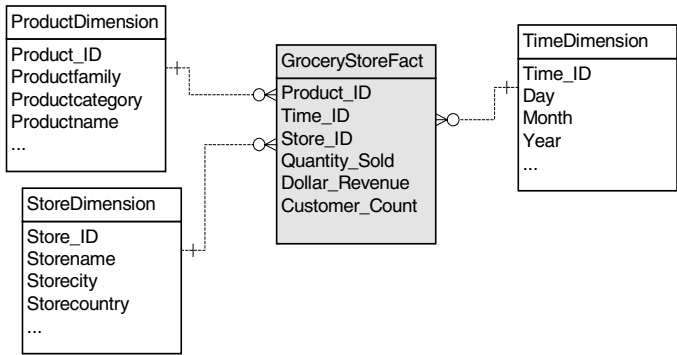 ProductDimension
Product_ID
Productfamily
Productcategory
Productname
...
GroceryStoreFact
Product_ID
Time_ID
Store_ID
Quantity_Sold
Dollar_Revenue
Customer_Count
TimeDimension
Time_ID
Day
Month
Year
...
StoreDimension
Store_ID
Storename
Storecity
Storecountry
...